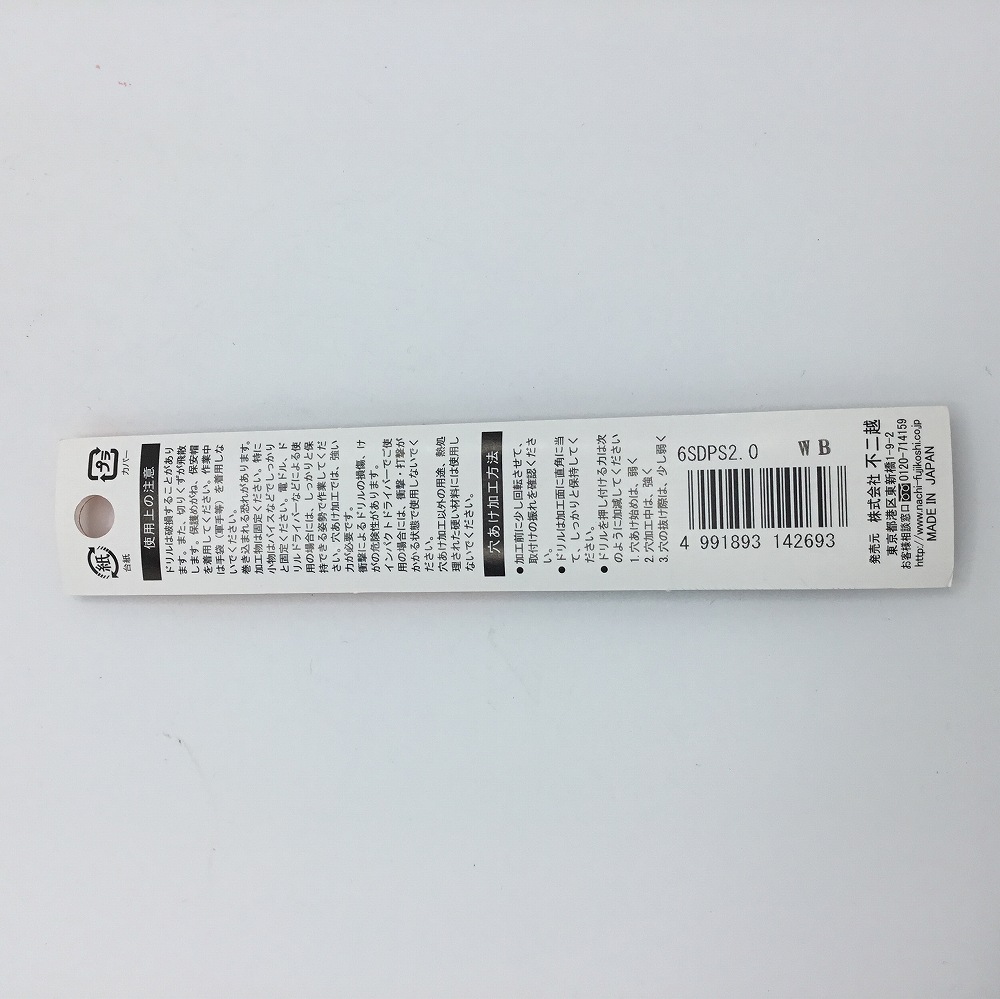 プラ
カバー
紙
台紙
使用上の注意
ドリルは破損することがあり
ます。また、切りくずが飛散
します。保護めがね、保安帽
を着用してください。作業中
は手袋（軍手等）を着用しな
いでください。
巻き込まれる恐れがあります。
加工物は固定ください。特に
小物はバイスなどでしっかり
と固定ください。電ドル、ド
リルドライバーなどによる使
用の場合には、しっかりと保
持できる姿勢で作業してくだ
さい。穴あけ加工では、強い
力が必要です。
衝撃によるドリルの損傷、け
がの危険性があります。
インパクトドライバーでご使
用の場合には、衝撃・打撃が
かかる状態で使用しないでく
ださい。
穴あけ加工以外の用途、熱処
理された硬い材料には使用し
ないでください。
穴あけ加工方法
●加工前に少し回転させて、
取付けの振れを確認くださ
い。
●ドリルは加工面に直角に当
て、しっかりと保持してく
ださい。
●ドリルを押し付ける力は次
のように加減してください
1. 穴あけ始めは、弱く
2. 穴加工中は、強く
3. 穴の抜け際は、少し弱く
6SDPS2.0 WB
4 991893 142693
発売元 株式会社 不二越
東京都港区東新橋1-9-2
お客様相談窓口 0120-714159
http://www.nachi-fujikoshi.co.jp
MADE IN JAPAN